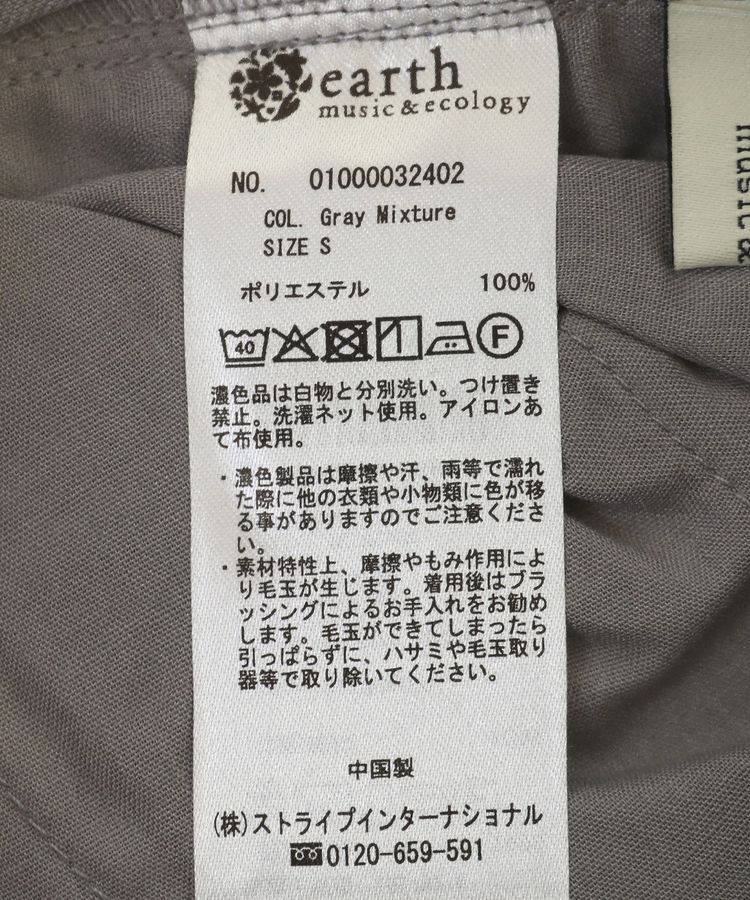 earth
music&ecology
NO. 01000032402
COL. Gray Mixture
SIZE S
ポリエステル 100%
40 F
濃色品は白物と分別洗い。つけ置き
禁止。洗濯ネット使用。アイロンあ
て布使用。
・濃色製品は摩擦や汗、雨等で濡れ
た際に他の衣類や小物類に色が移
る事がありますのでご注意くださ
い。
・素材特性上、摩擦やもみ作用によ
り毛玉が生じます。着用後はブラ
ッシングによるお手入れをお勧め
します。毛玉ができてしまったら
引っぱらずに、ハサミや毛玉取り
器等で取り除いてください。
中国製
(株)ストライプインターナショナル
0120-659-591
music &